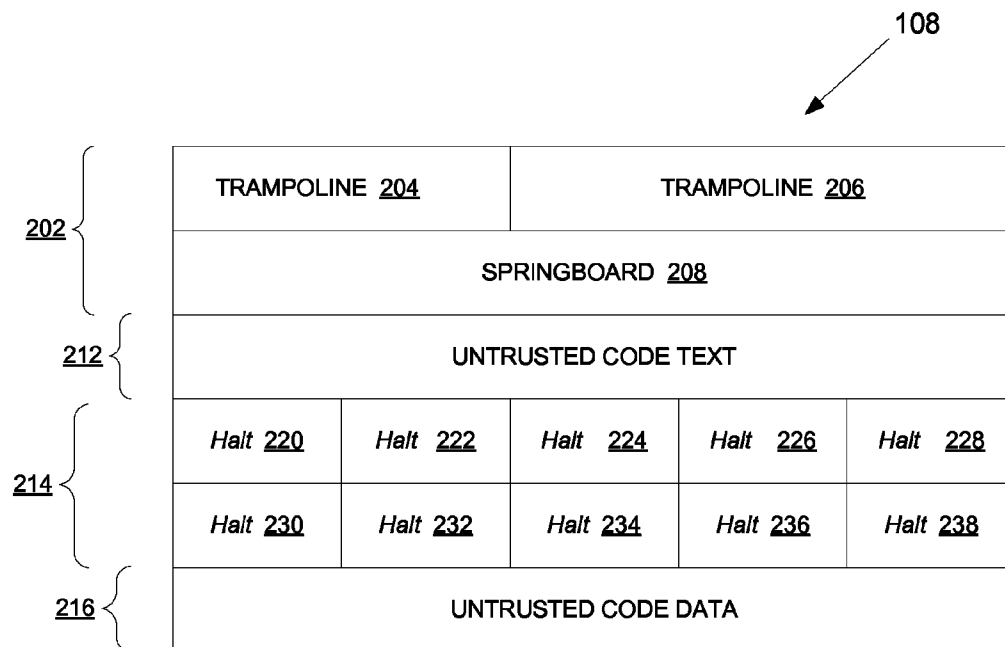 108
TRAMPOLINE 204 TRAMPOLINE 206
202
SPRINGBOARD 208
212 UNTRUSTED CODE TEXT
Halt 220 Halt 222 Halt 224 Halt 226 Halt 228
214
Halt 230 Halt 232 Halt 234 Halt 236 Halt 238
216 UNTRUSTED CODE DATA